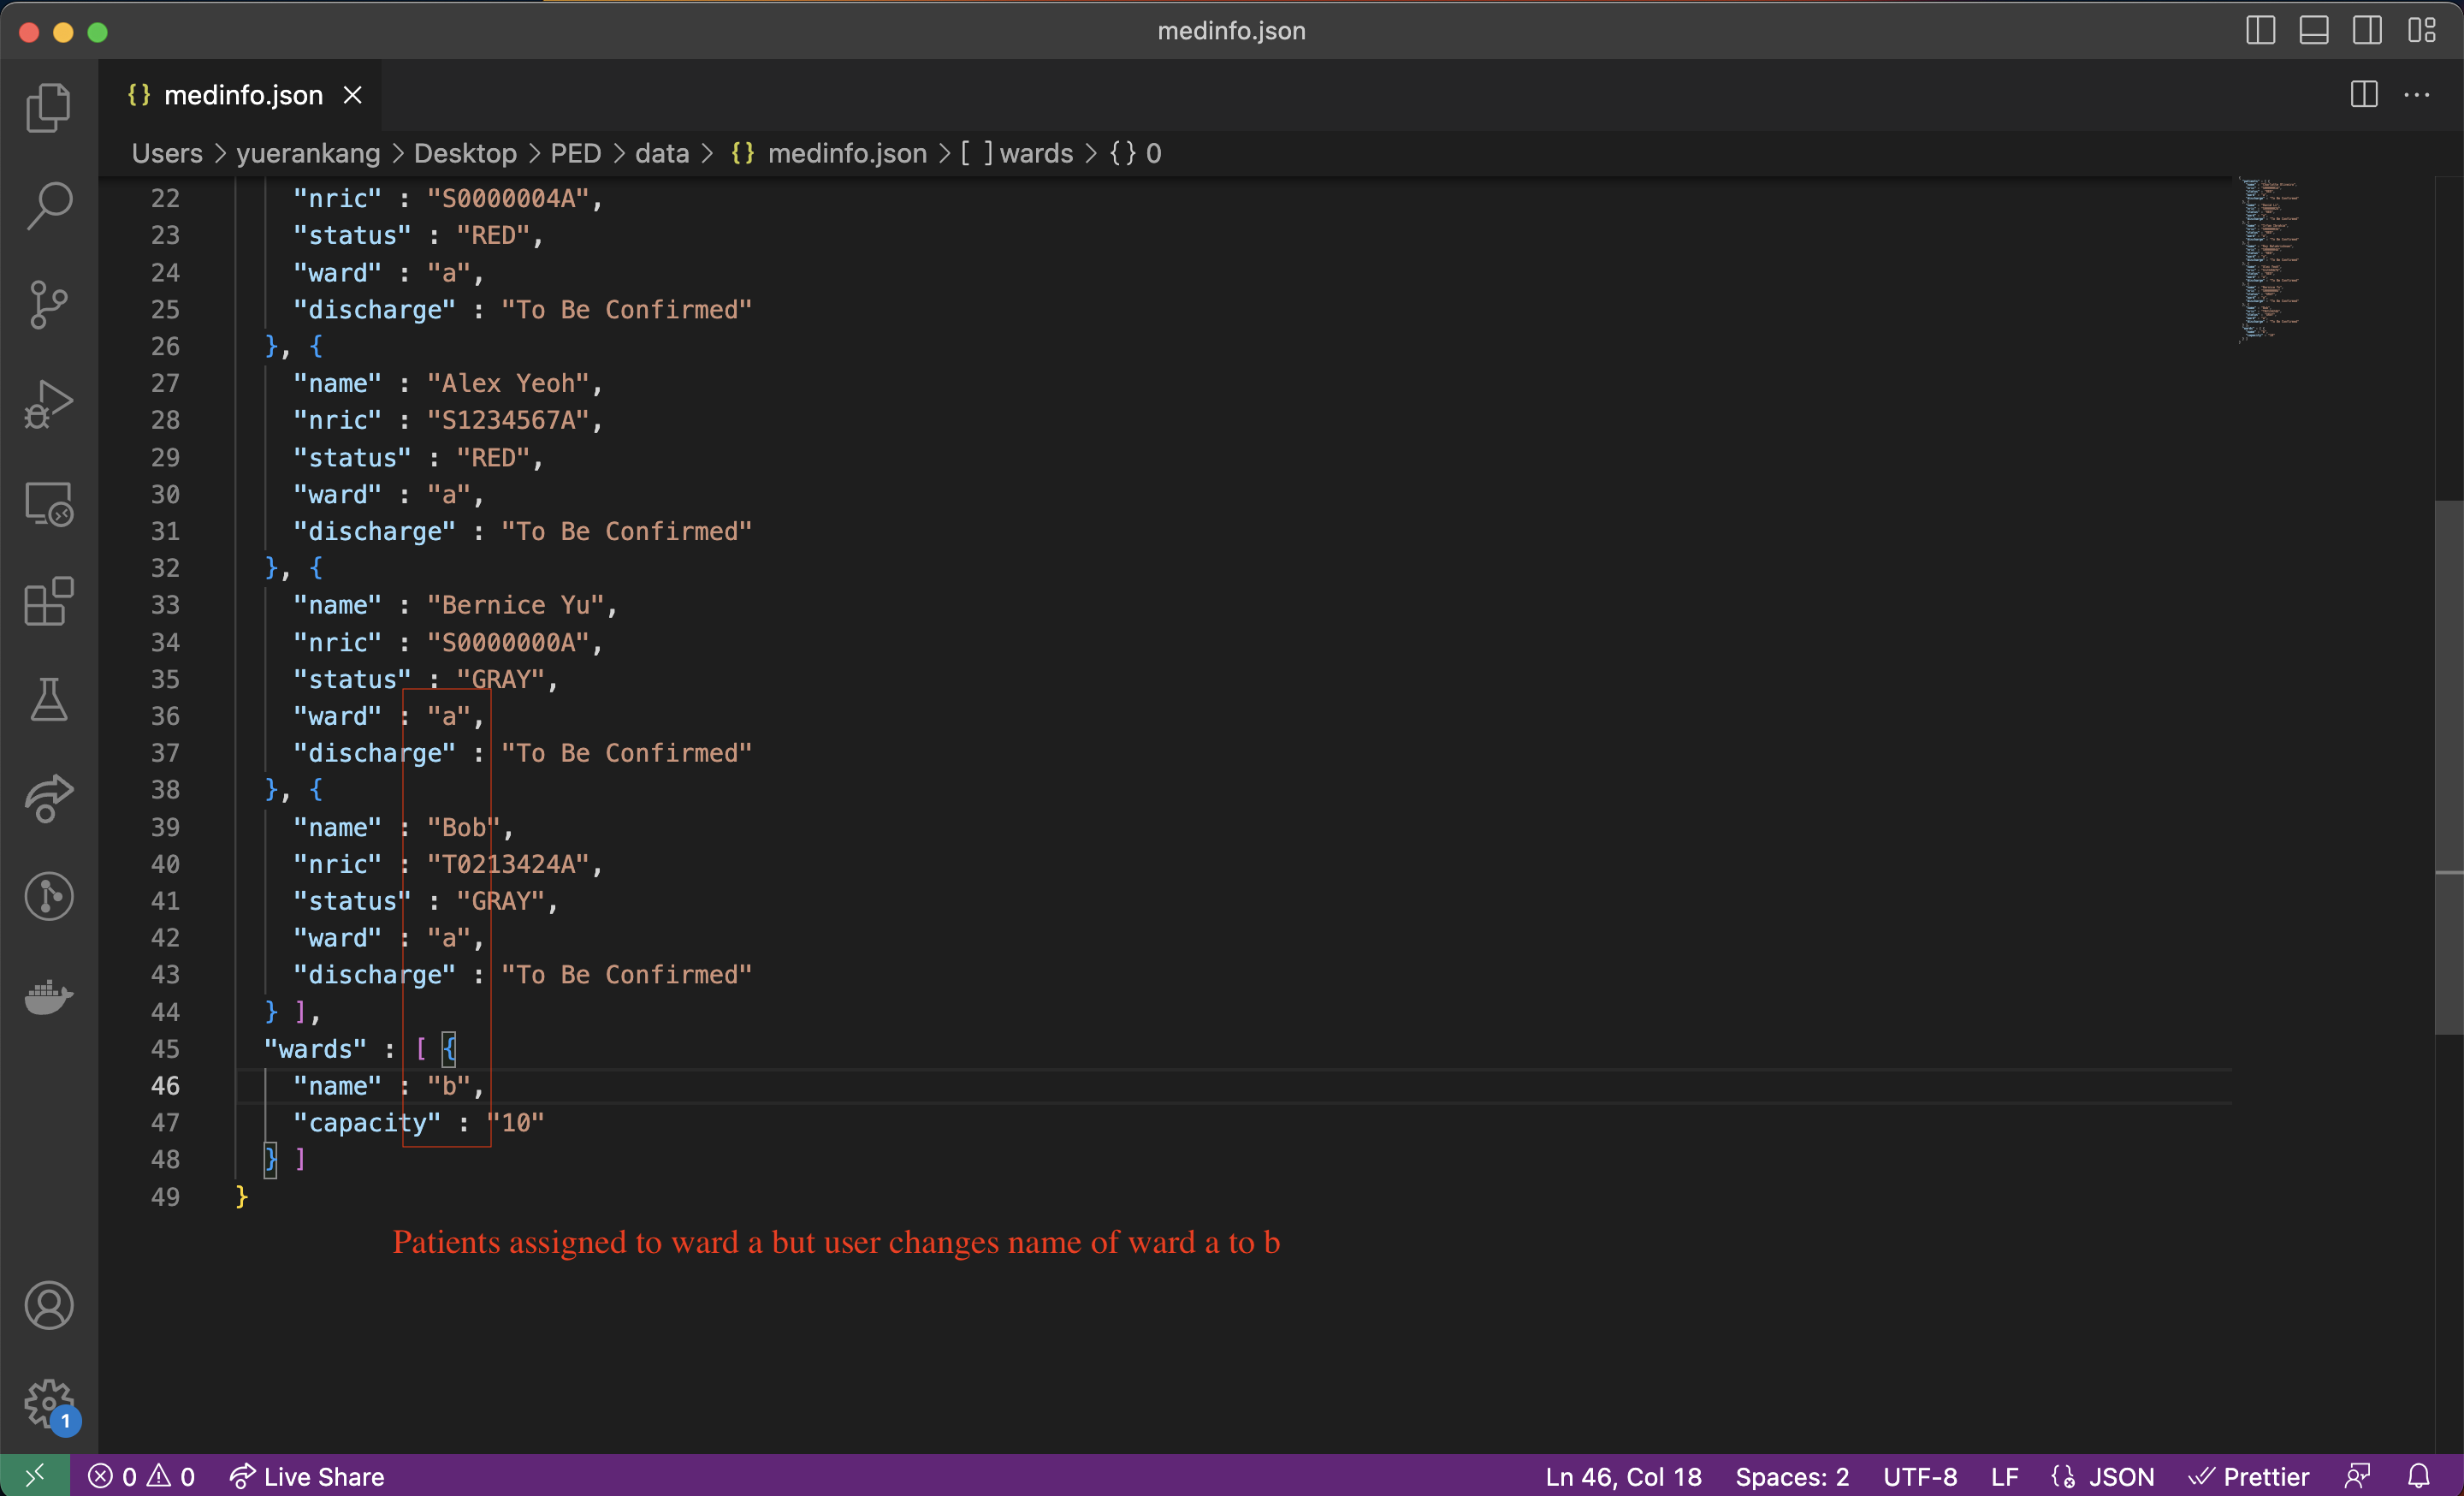 medinfo.json
{} medinfo.json
Users > yuerankang > Desktop > PED > data > {} medinfo.json > [ ] wards > {} 0
22 "nric" : "S0000004A",
23 "status" : "RED",
24 "ward" : "a",
25 "discharge" : "To Be Confirmed"
26 }, {
27 "name" : "Alex Yeoh",
28 "nric" : "S1234567A",
29 "status" : "RED",
30 "ward" : "a",
31 "discharge" : "To Be Confirmed"
32 }, {
33 "name" : "Bernice Yu",
34 "nric" : "S0000000A",
35 "status" : "GRAY",
36 "ward" : "a",
37 "discharge" : "To Be Confirmed"
38 }, {
39 "name" : "Bob",
40 "nric" : "T0213424A",
41 "status" : "GRAY",
42 "ward" : "a",
43 "discharge" : "To Be Confirmed"
44 } ],
45 "wards" : [ {
46 "name" : "b",
47 "capacity" : "10"
48 } ]
49 }
Patients assigned to ward a but user changes name of ward a to b
1
0 0 Live Share Ln 46, Col 18 Spaces: 2 UTF-8 LF JSON Prettier